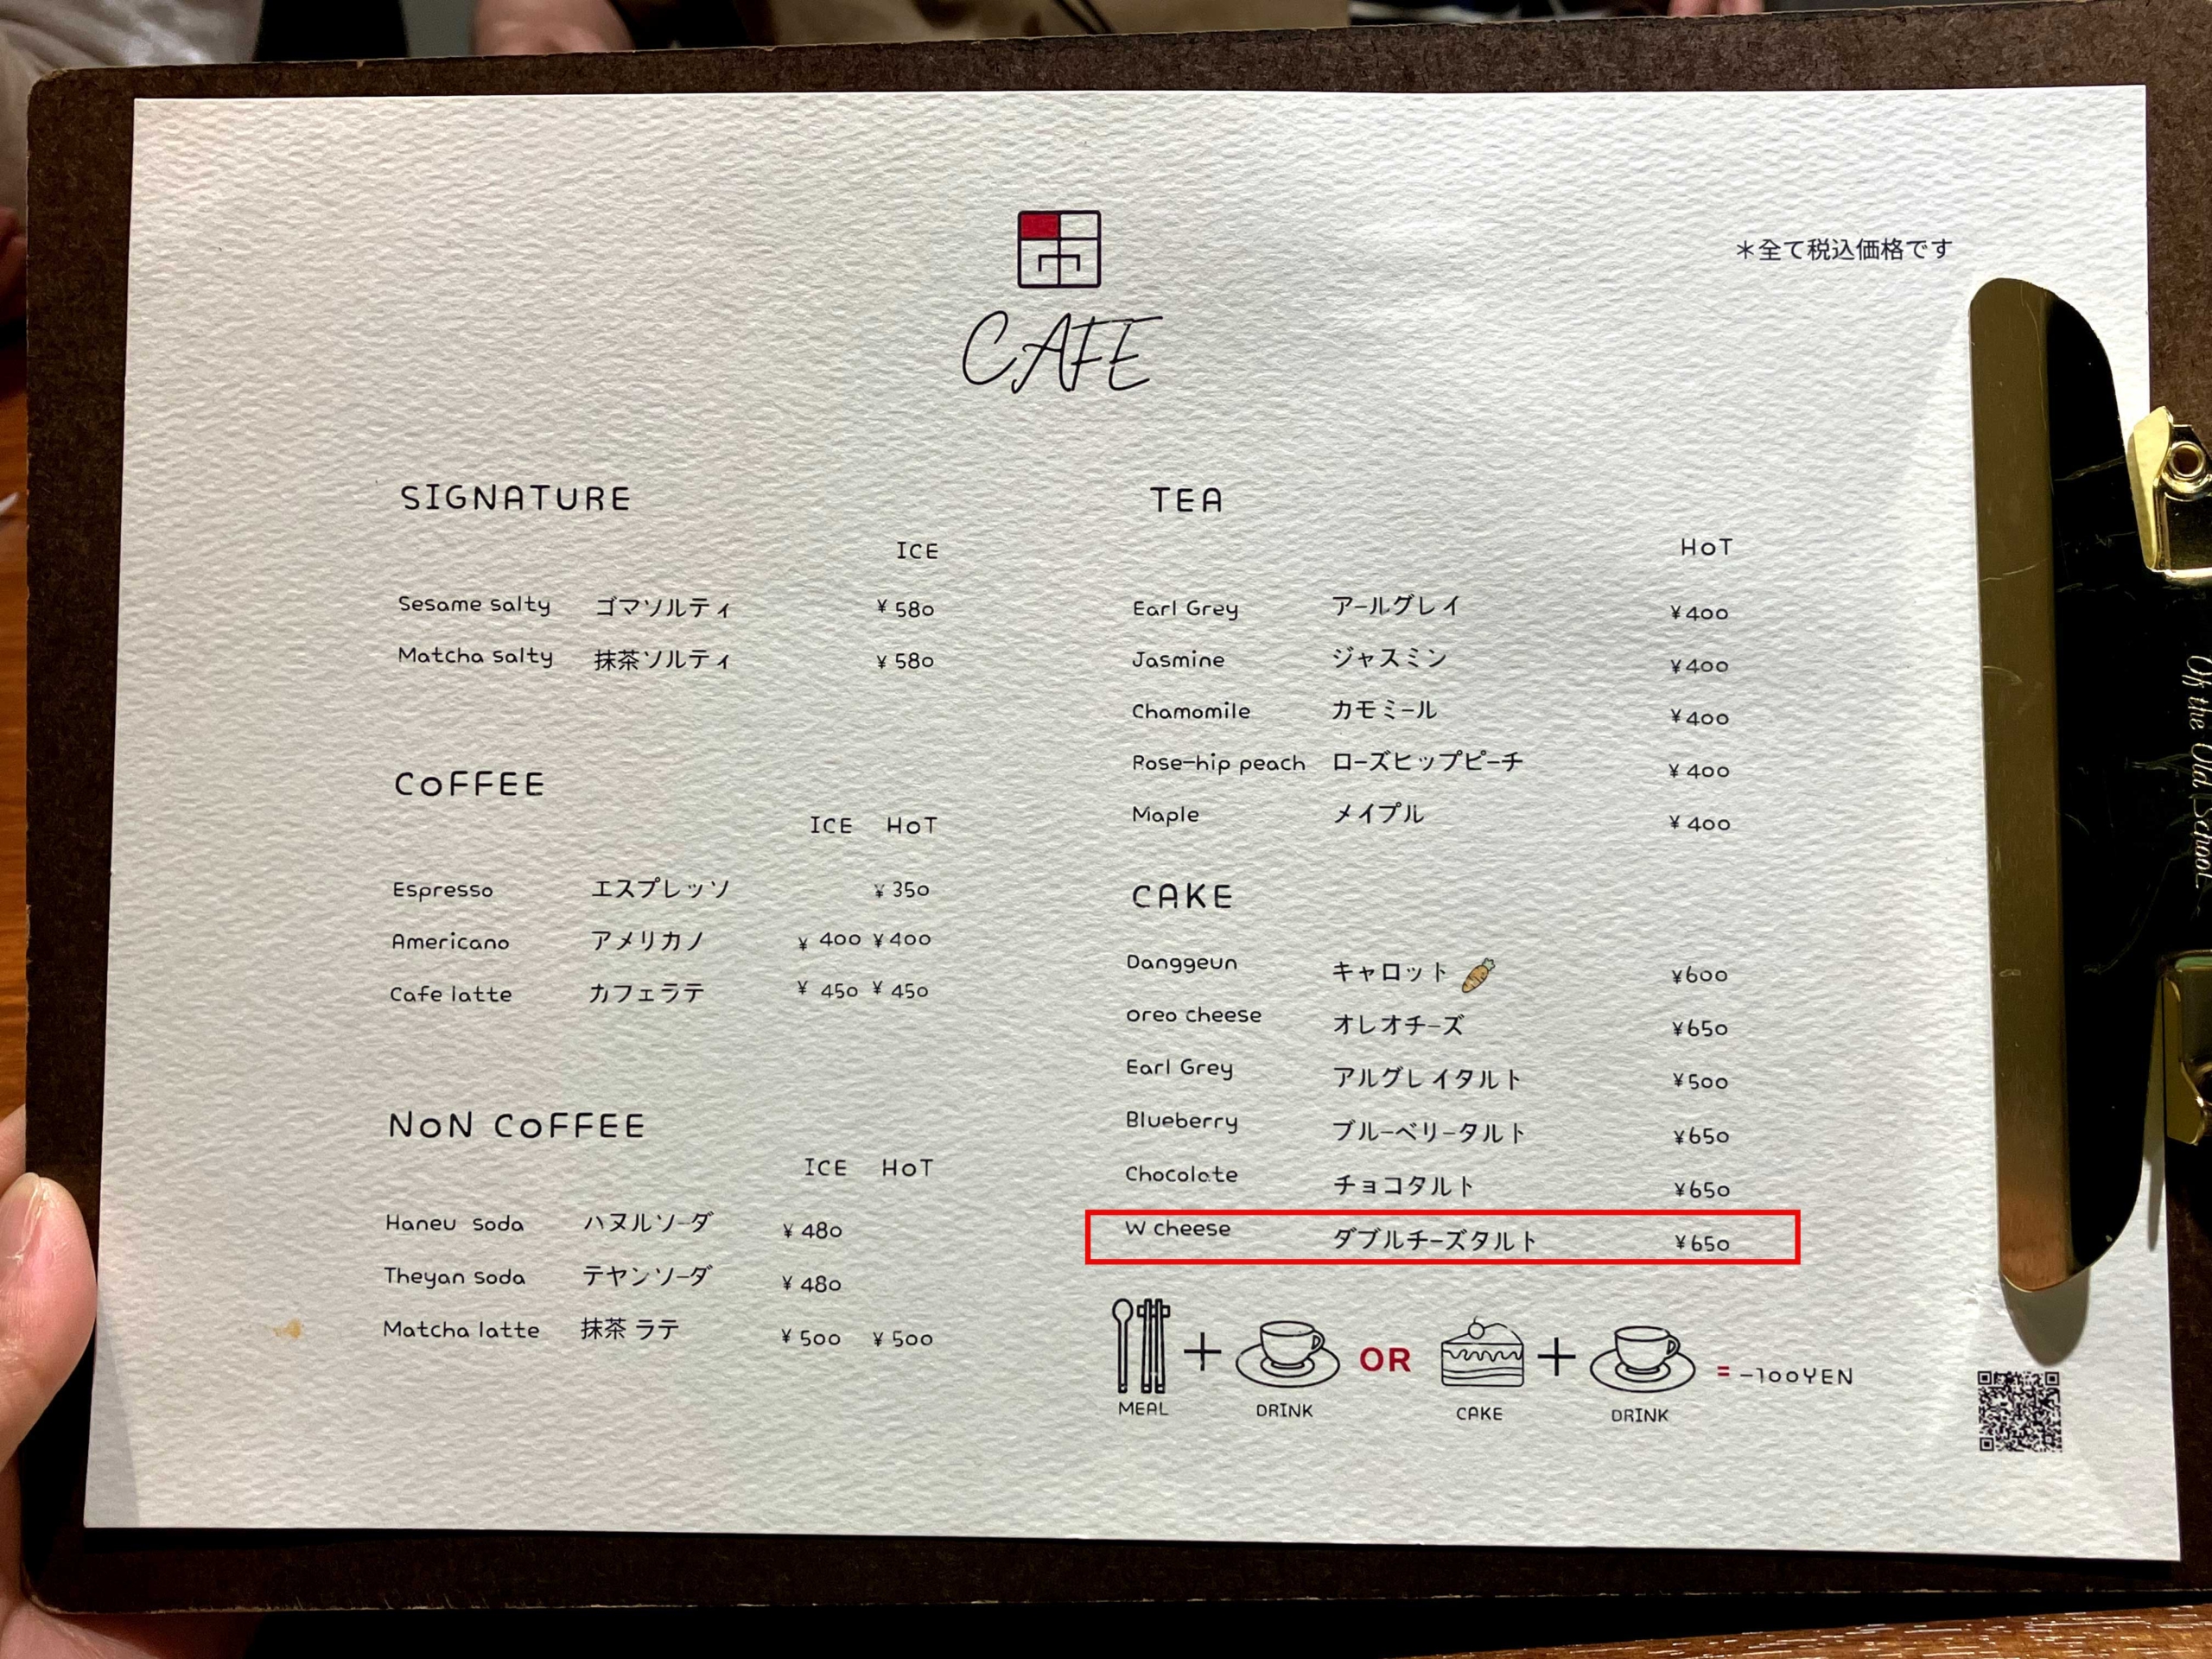 ＊全て税込価格です
CAFE
SIGNATURE
ICE
Sesame salty ゴマソルティ ¥580
Matcha salty 抹茶ソルティ ¥580
CoFFEE
ICE HoT
Espresso エスプレッソ ¥350
Americano アメリカノ ¥400 ¥400
Cafe latte カフェラテ ¥450 ¥450
NoN CoFFEE
ICE HoT
Haneu soda ハヌルソーダ ¥480
Theyan soda テヤンソーダ ¥480
Matcha latte 抹茶 ラテ ¥500 ¥500
TEA
HoT
Earl Grey アールグレイ ¥400
Jasmine ジャスミン ¥400
Chamomile カモミール ¥400
Rose-hip peach ローズヒップピーチ ¥400
Maple メイプル ¥400
CAKE
Danggeun キャロット ¥600
oreo cheese オレオチーズ ¥650
Earl Grey アルグレイタルト ¥500
Blueberry ブルーベリータルト ¥650
Chocolate チョコタルト ¥650
W cheese ダブルチーズタルト ¥650
MEAL + DRINK OR CAKE + DRINK = -100YEN
the Old School